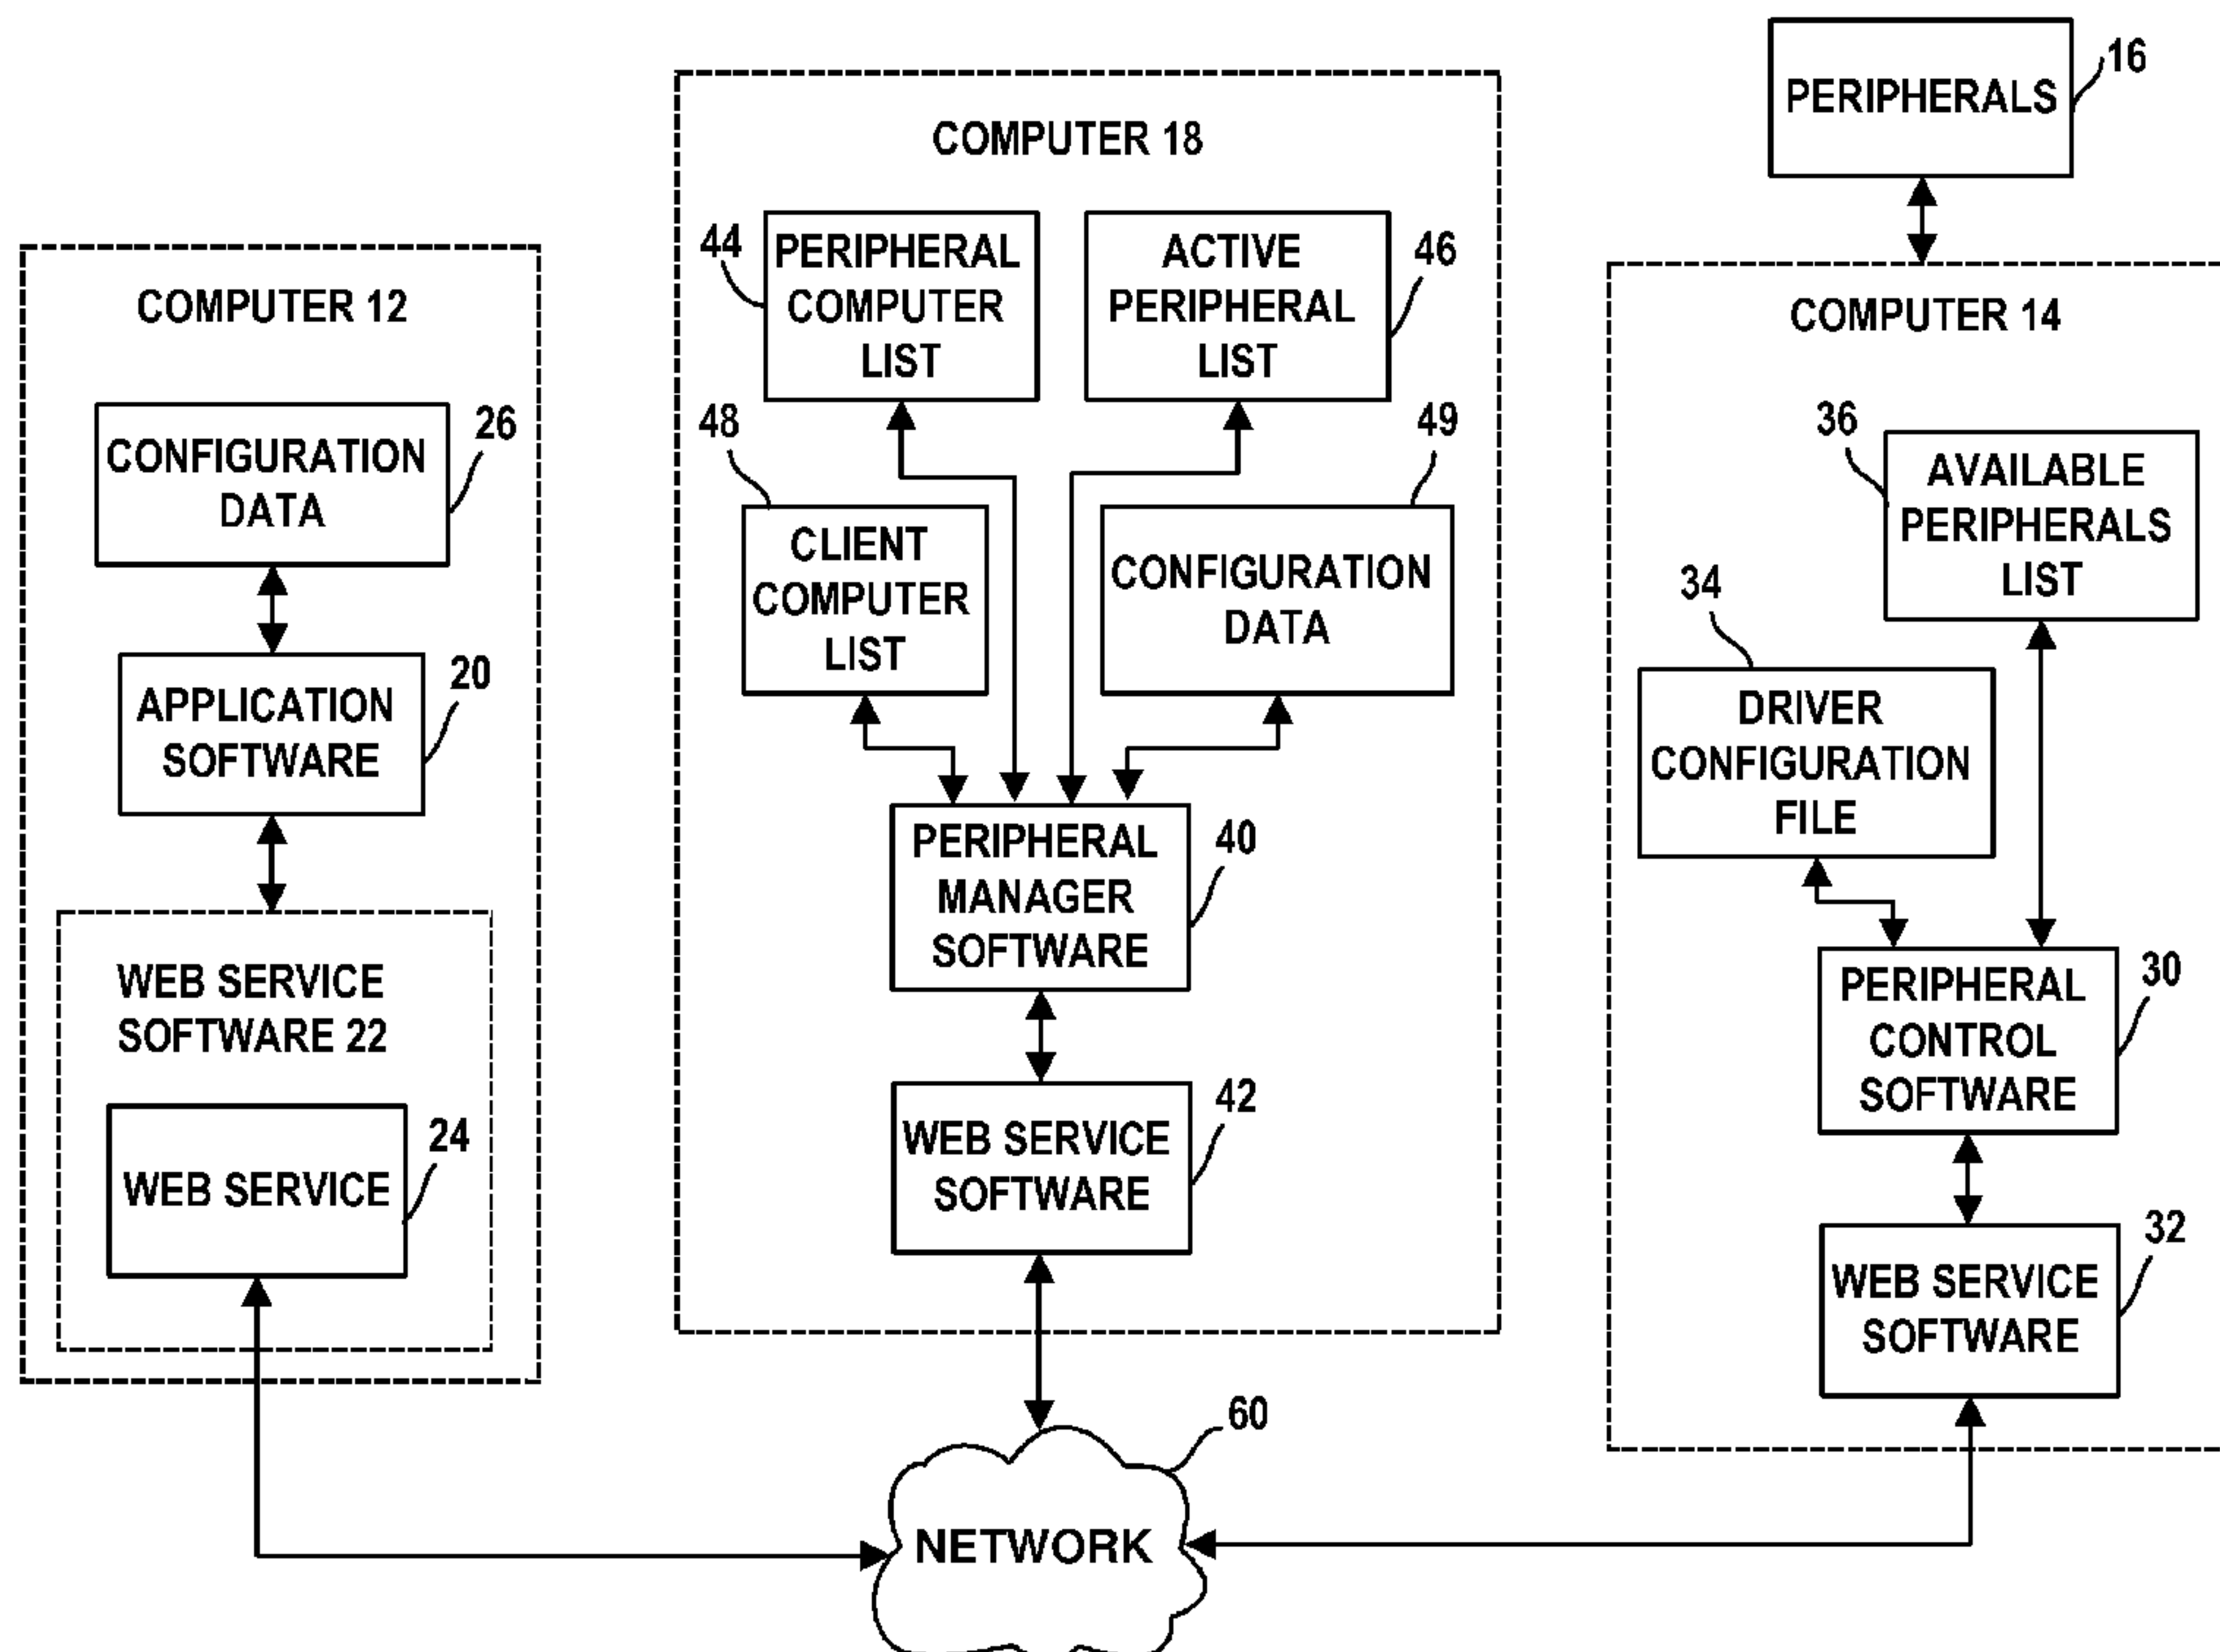 COMPUTER 12
CONFIGURATION
DATA
26
APPLICATION
SOFTWARE
20
WEB SERVICE
SOFTWARE 22
WEB SERVICE
24
COMPUTER 18
44
PERIPHERAL
COMPUTER
LIST
ACTIVE
PERIPHERAL
LIST
46
48
CLIENT
COMPUTER
LIST
49
CONFIGURATION
DATA
PERIPHERAL
MANAGER
SOFTWARE
40
WEB SERVICE
SOFTWARE
42
PERIPHERALS
16
COMPUTER 14
36
AVAILABLE
PERIPHERALS
LIST
34
DRIVER
CONFIGURATION
FILE
PERIPHERAL
CONTROL
SOFTWARE
30
WEB SERVICE
SOFTWARE
32
60
NETWORK